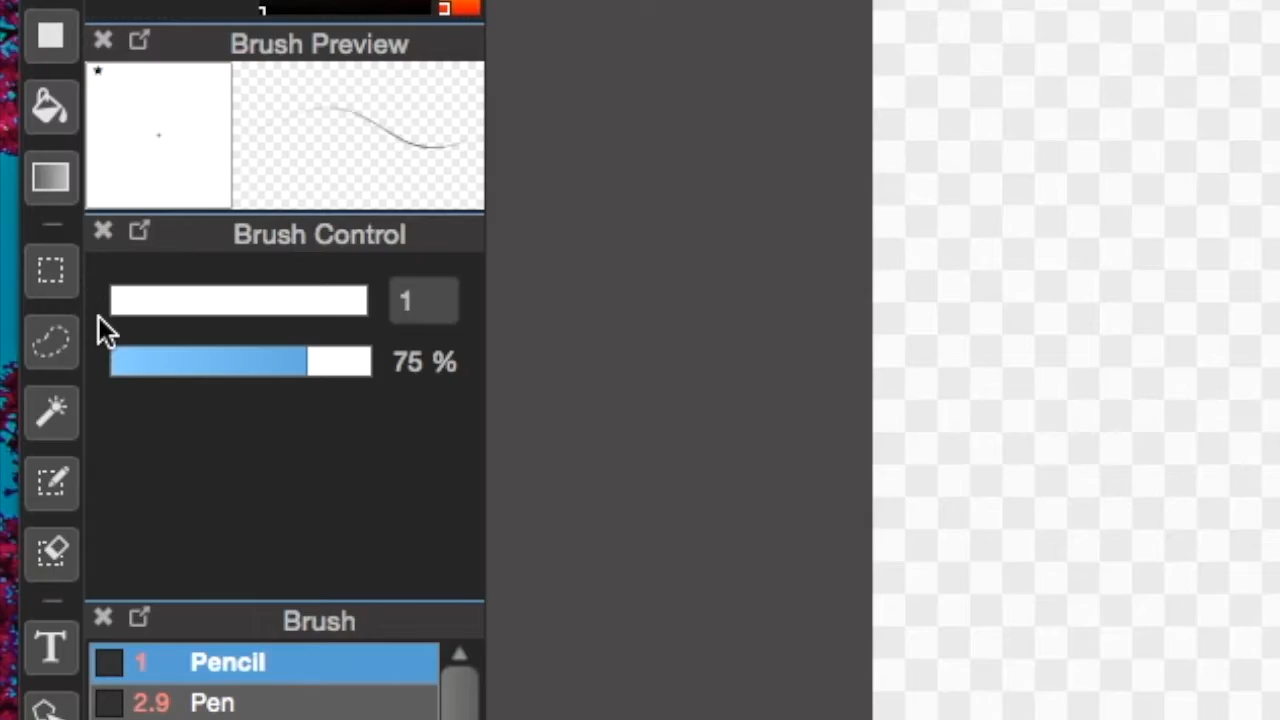 Brush Preview
Brush Control
1
75 %
Brush
T
1 Pencil
2.9 Pen